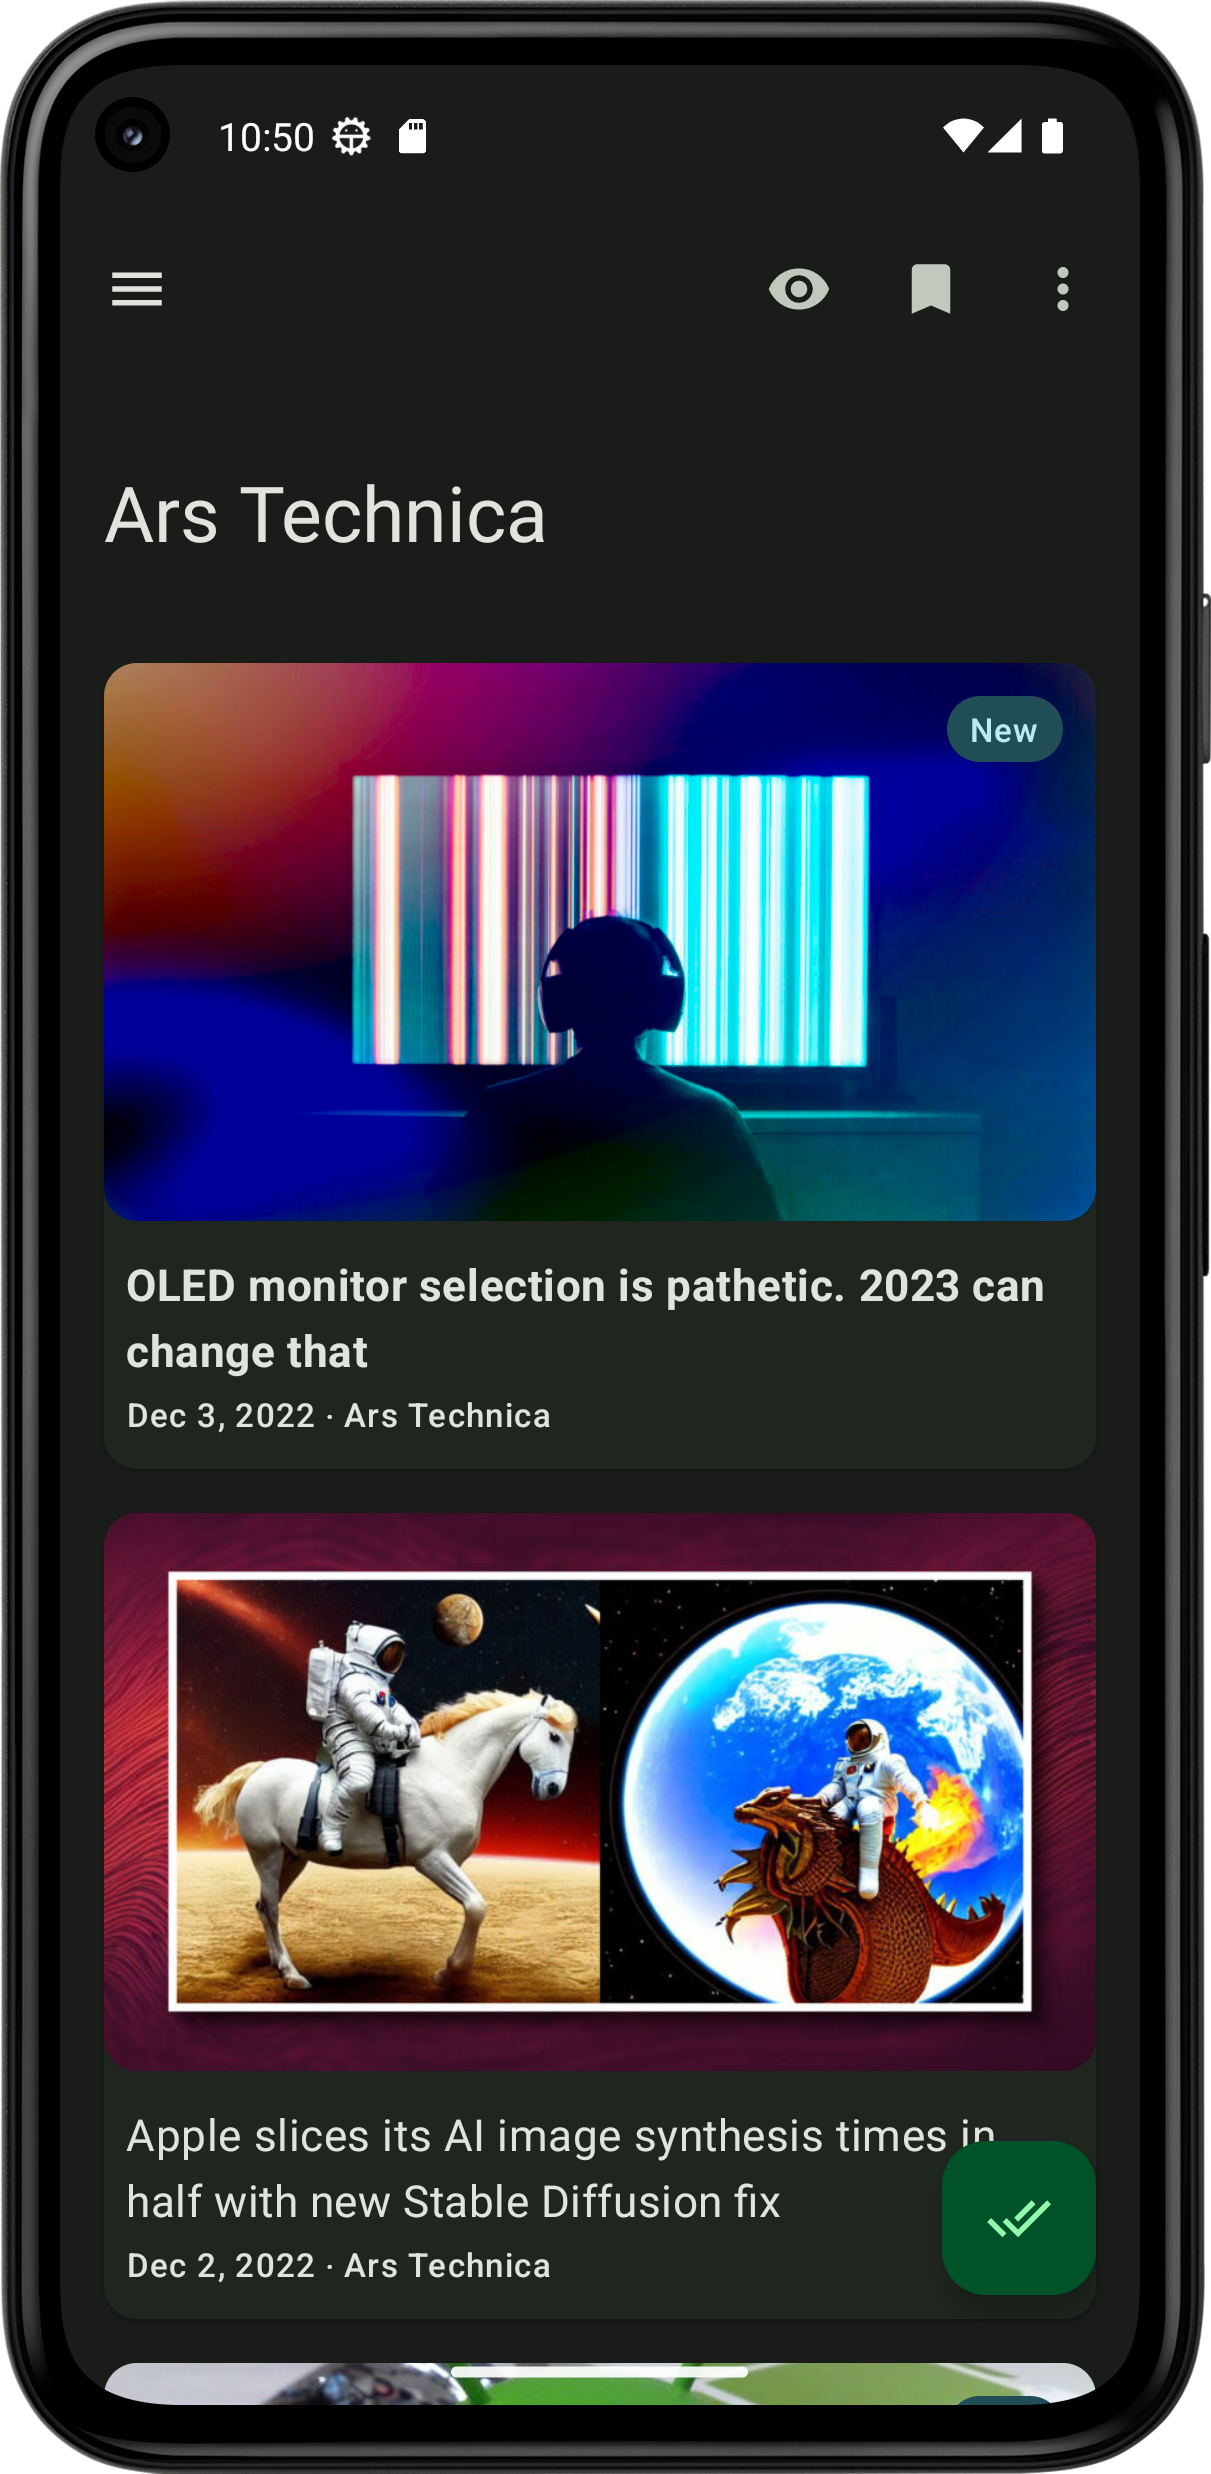 10:50
Ars Technica
New
OLED monitor selection is pathetic. 2023 can
change that
Dec 3, 2022 · Ars Technica
Apple slices its AI image synthesis times in
half with new Stable Diffusion fix
Dec 2, 2022 · Ars Technica